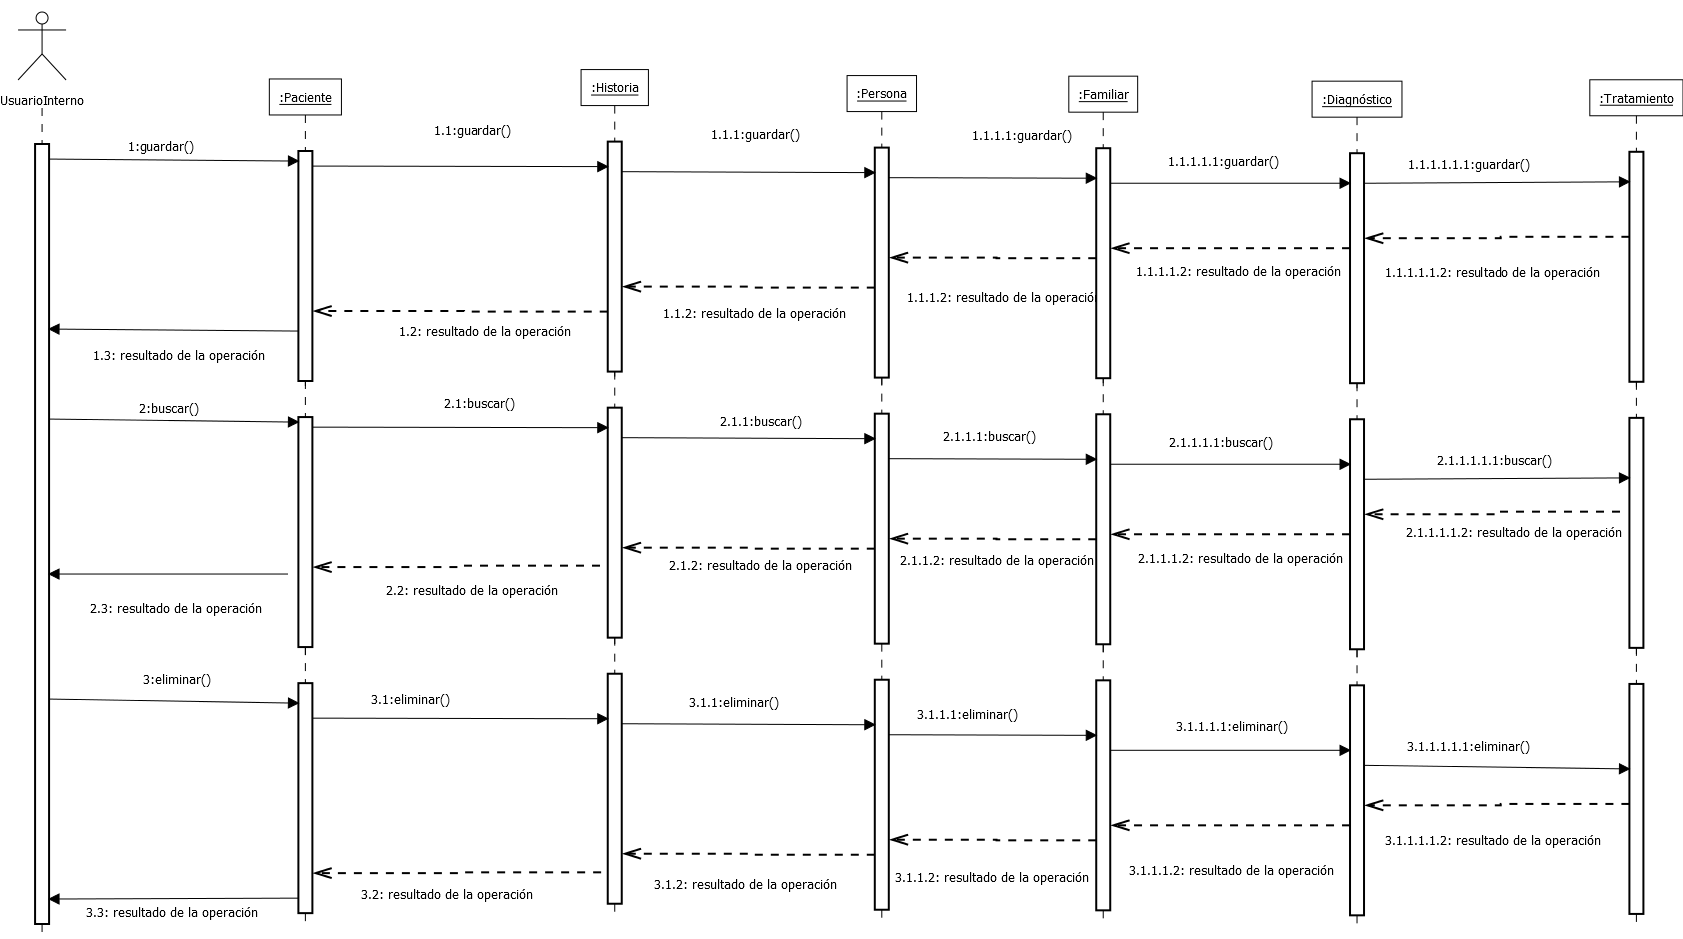 UsuarioInterno
:Paciente
:Historia
:Persona
:Familiar
:Diagnóstico
:Tratamiento
1:guardar()
1.1:guardar()
1.1.1:guardar()
1.1.1.1:guardar()
1.1.1.1.1:guardar()
1.1.1.1.1.1:guardar()
1.1.1.1.1.2: resultado de la operación
1.1.1.1.2: resultado de la operación
1.1.1.2: resultado de la operació
1.1.2: resultado de la operación
1.2: resultado de la operación
1.3: resultado de la operación
2:buscar()
2.1:buscar()
2.1.1:buscar()
2.1.1.1:buscar()
2.1.1.1.1:buscar()
2.1.1.1.1.1:buscar()
2.1.1.1.1.2: resultado de la operación
2.1.1.1.2: resultado de la operación
2.1.1.2: resultado de la operación
2.1.2: resultado de la operación
2.2: resultado de la operación
2.3: resultado de la operación
3:eliminar()
3.1:eliminar()
3.1.1:eliminar()
3.1.1.1:eliminar()
3.1.1.1.1:eliminar()
3.1.1.1.1.1:eliminar()
3.1.1.1.1.2: resultado de la operación
3.1.1.1.2: resultado de la operación
3.1.1.2: resultado de la operación
3.1.2: resultado de la operación
3.2: resultado de la operación
3.3: resultado de la operación